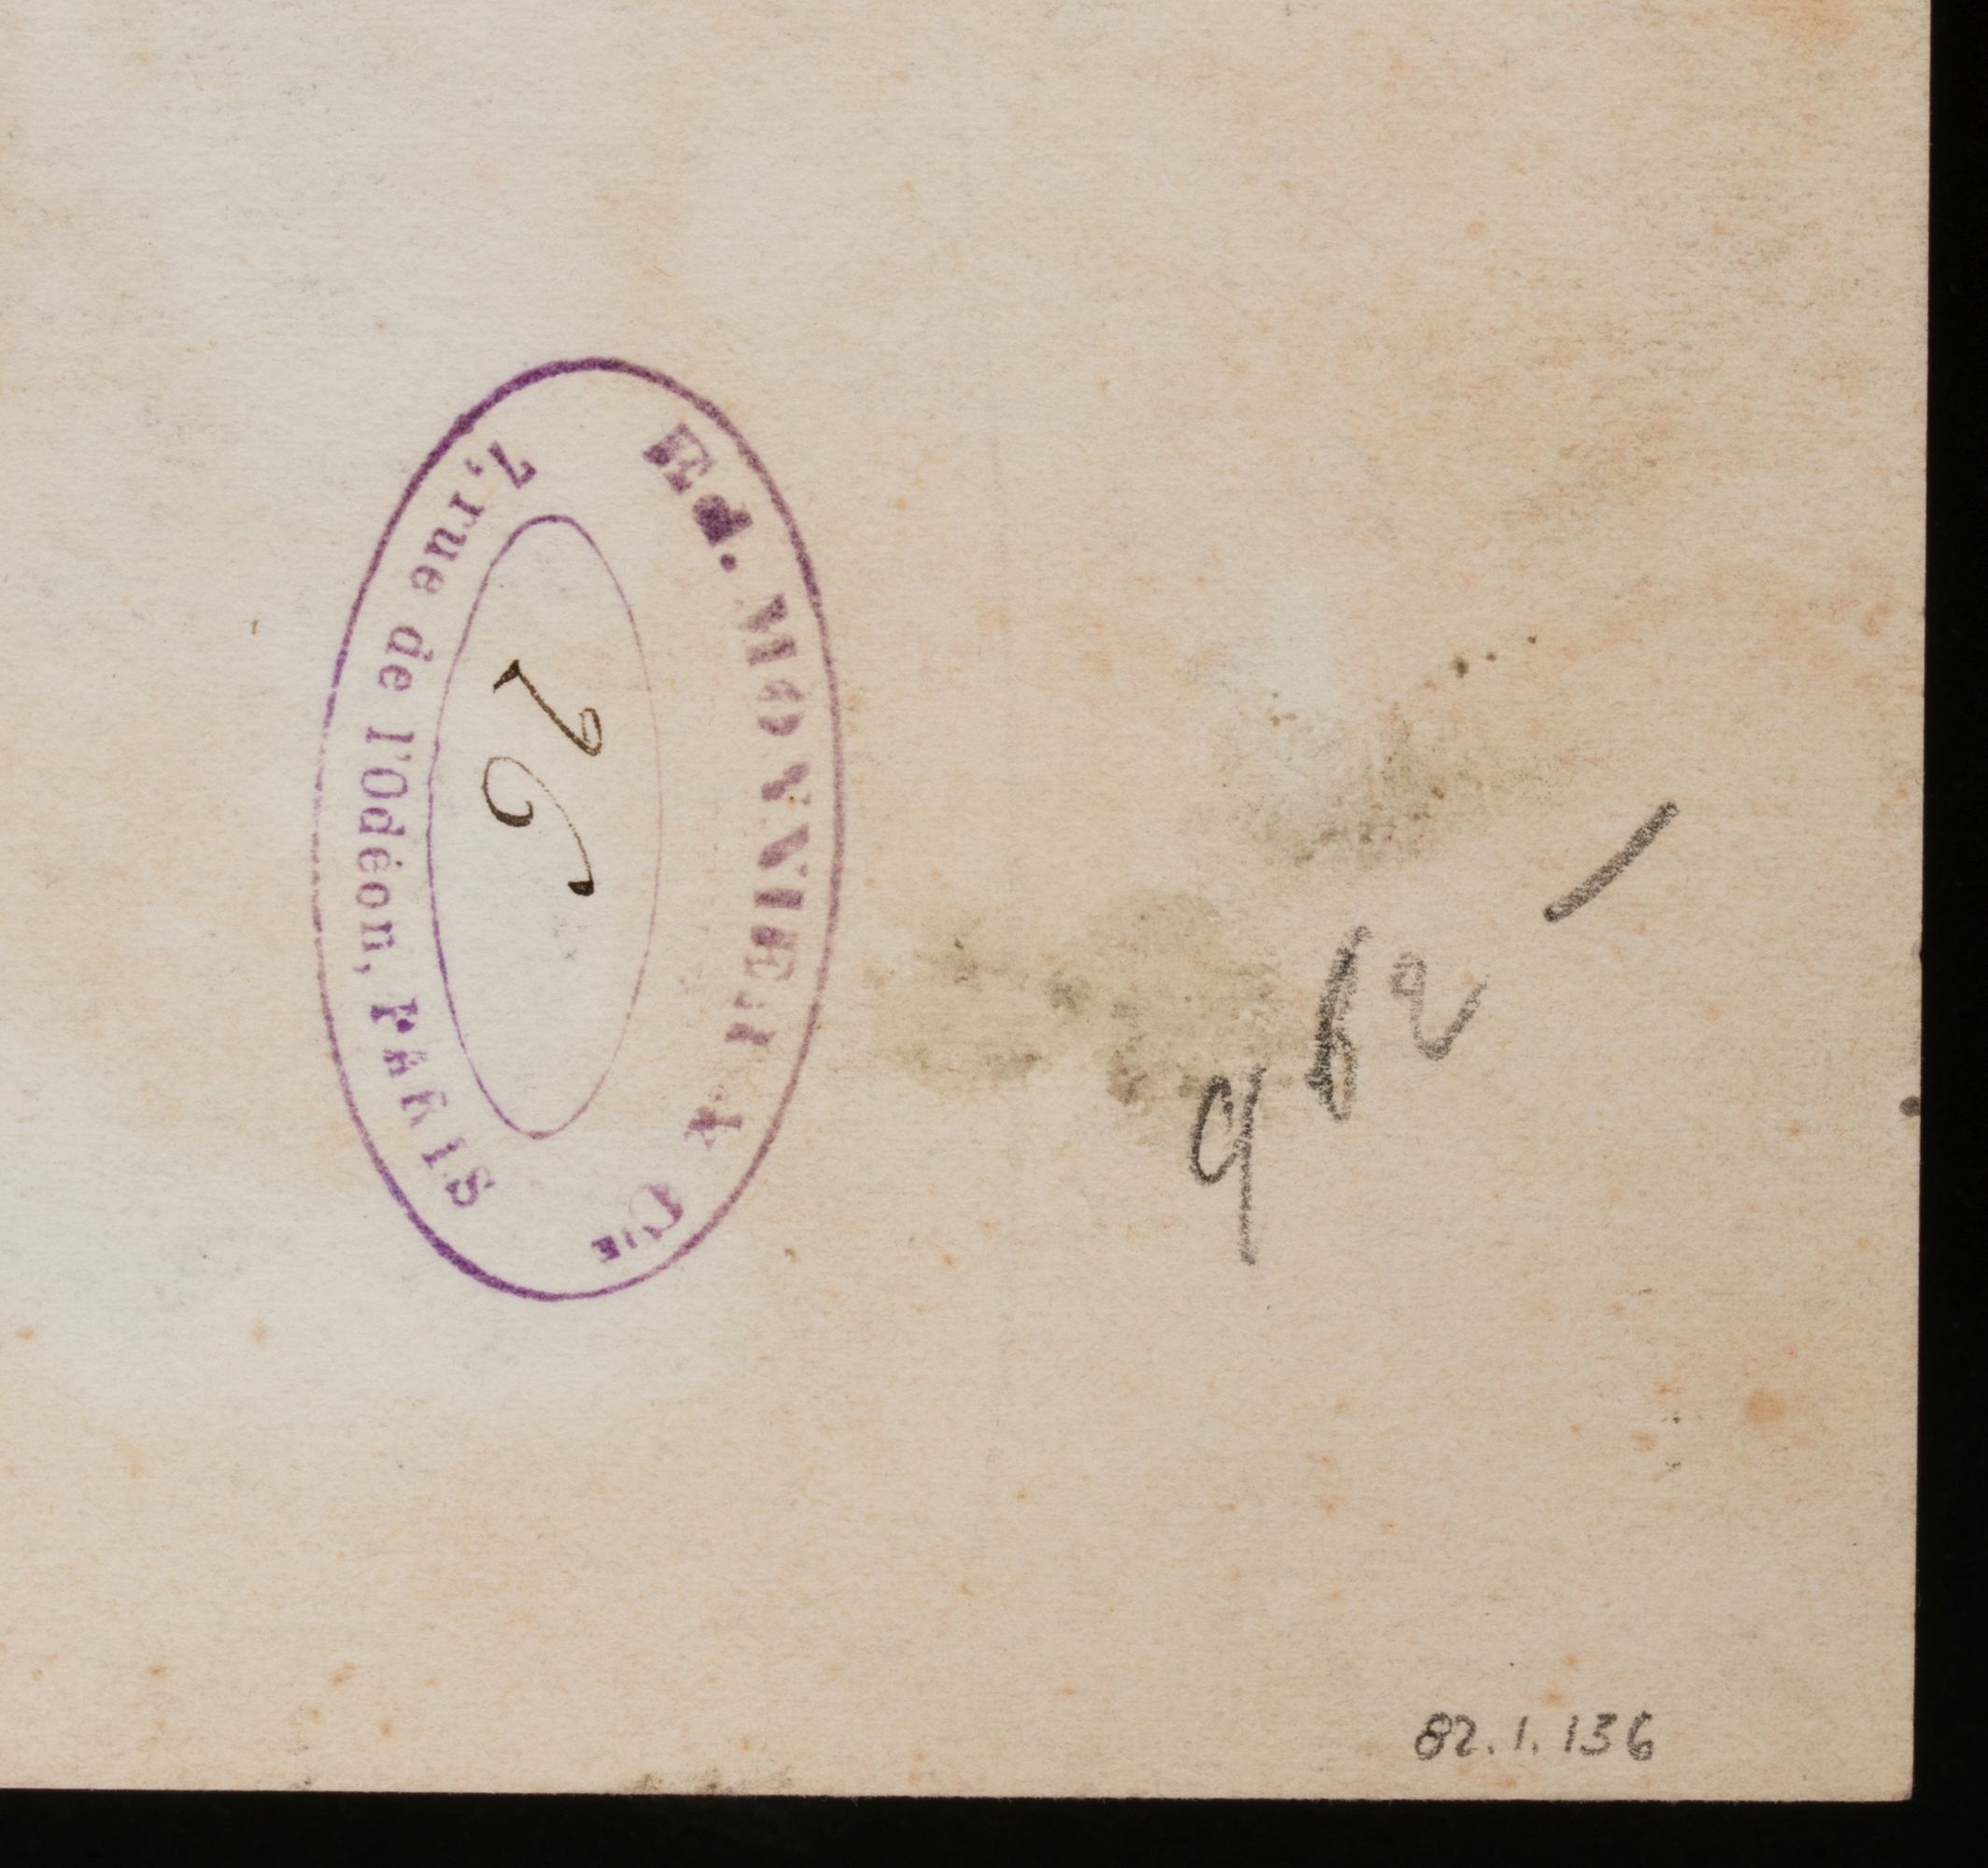 Ed. MONNIER & CIE
26
7, rue de l'Odéon, PARIS
82.1.136